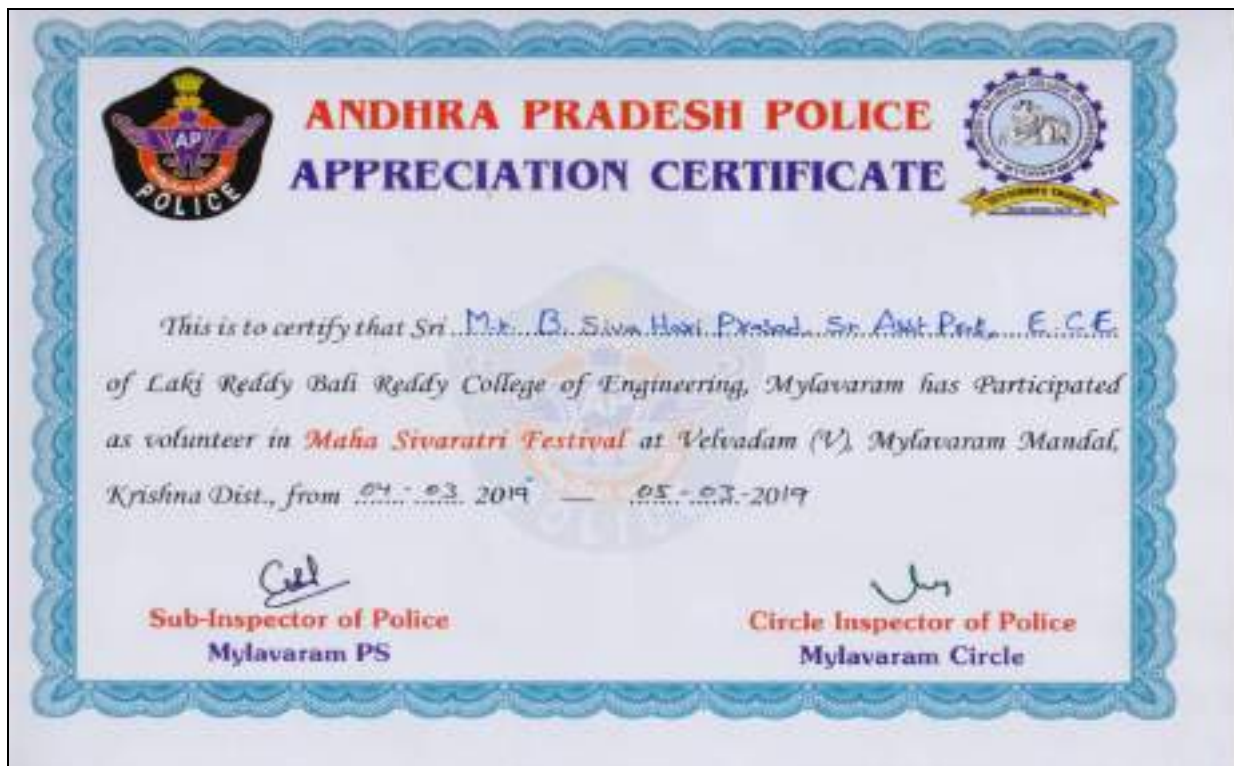 ANDHRA PRADESH POLICE
APPRECIATION CERTIFICATE
AP
POLICE
This is to certify that Sri Mr. B. Siva Hari Prasad, Sr. Asst. Prof., E.C.E.
of Laki Reddy Bali Reddy College of Engineering, Mylavaram has Participated
as volunteer in Maha Sivaratri Festival at Velvadam (V), Mylavaram Mandal,
Krishna Dist., from 04-03 2019 — 05-03-2019
Sub-Inspector of Police
Mylavaram PS
Circle Inspector of Police
Mylavaram Circle